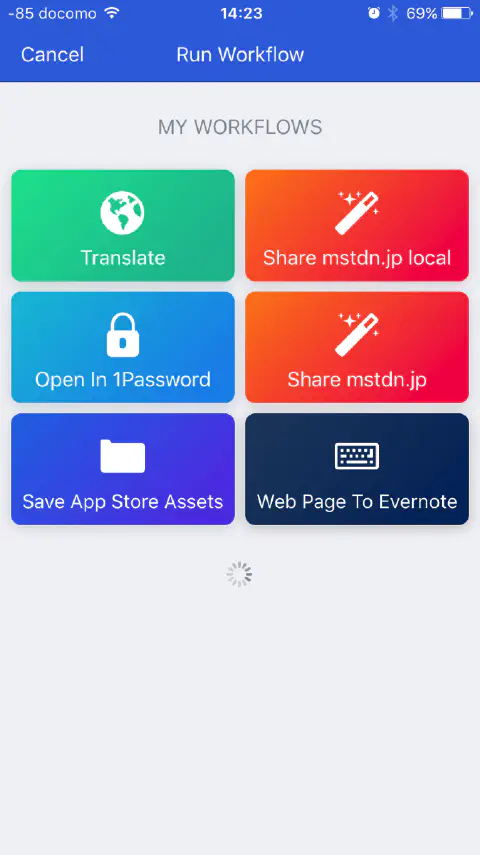 -85 docomo 14:23 69%
Cancel Run Workflow
MY WORKFLOWS
Translate
Share mstdn.jp local
Open In 1Password
Share mstdn.jp
Save App Store Assets
Web Page To Evernote